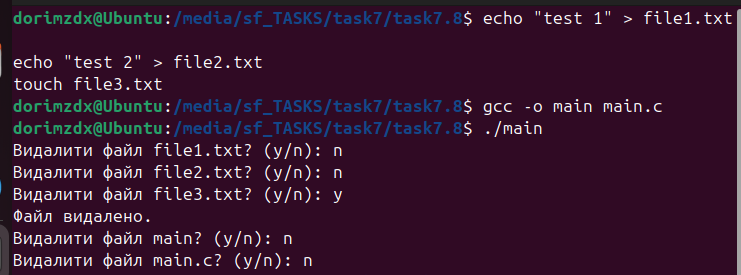 dorimzdx@Ubuntu:/media/sf_TASKS/task7/task7.8$ echo "test 1" > file1.txt
echo "test 2" > file2.txt
touch file3.txt
dorimzdx@Ubuntu:/media/sf_TASKS/task7/task7.8$ gcc -o main main.c
dorimzdx@Ubuntu:/media/sf_TASKS/task7/task7.8$ ./main
Видалити файл file1.txt? (y/n): n
Видалити файл file2.txt? (y/n): n
Видалити файл file3.txt? (y/n): y
Файл видалено.
Видалити файл main? (y/n): n
Видалити файл main.c? (y/n): n